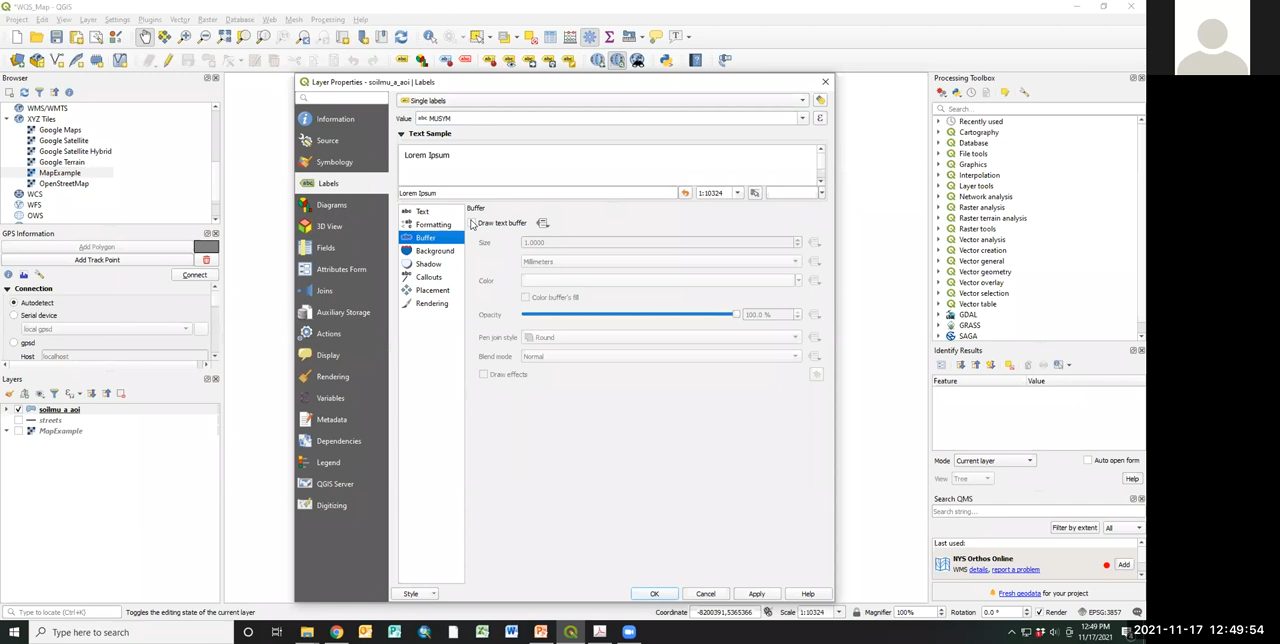 *WQS_Map - QGIS
Project Edit View Layer Settings Plugins Vector Raster Database Web Mesh Processing Help
Browser
WMS/WMTS
XYZ Tiles
Google Maps
Google Satellite
Google Satellite Hybrid
Google Terrain
MapExample
OpenStreetMap
WCS
WFS
OWS
GPS Information
Add Polygon
Add Track Point
Connect
Connection
Autodetect
Serial device
local gpsd
gpsd
Host localhost
Layers
soilmu_a_aoi
streets
MapExample
Layer Properties - soilmu_a_aoi | Labels
Information
Source
Symbology
Labels
Diagrams
3D View
Fields
Attributes Form
Joins
Auxiliary Storage
Actions
Display
Rendering
Variables
Metadata
Dependencies
Legend
QGIS Server
Digitizing
Single labels
Value abc MUSYM
Text Sample
Lorem Ipsum
Lorem Ipsum 1:10324
Text
Formatting
Buffer
Background
Shadow
Callouts
Placement
Rendering
Buffer
Draw text buffer
Size 1.0000
Millimeters
Color
Color buffer's fill
Opacity 100.0 %
Pen join style Round
Blend mode Normal
Draw effects
Style OK Cancel Apply Help
Processing Toolbox
Search...
Recently used
Cartography
Database
File tools
Graphics
Interpolation
Layer tools
Network analysis
Raster analysis
Raster terrain analysis
Raster tools
Vector analysis
Vector creation
Vector general
Vector geometry
Vector overlay
Vector selection
Vector table
GDAL
GRASS
SAGA
Identify Results
Feature Value
Mode Current layer Auto open form
View Tree Help
Search QMS
Search string...
Filter by extent All
Last used:
NYS Orthos Online
WMS details, report a problem Add
Fresh geodata for your project
Type to locate (Ctrl+K) Toggles the editing state of the current layer Coordinate -8200391,5365366 Scale 1:10324 Magnifier 100% Rotation 0.0 ° Render EPSG:3857
Type here to search
12:49 PM
11/17/2021
2021-11-17 12:49:54